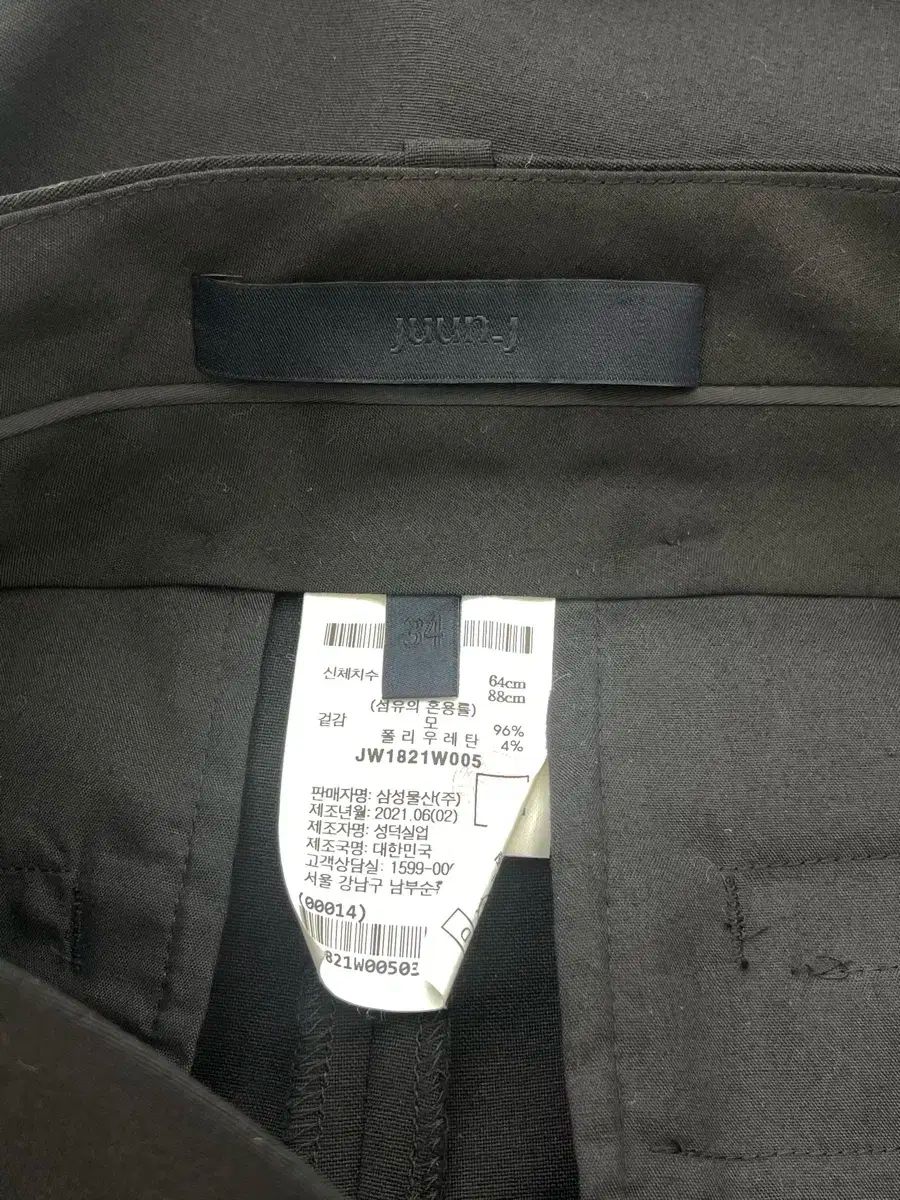 juun.j
34
신체치수 64cm
88cm
(섬유의 혼용률)
겉감 모 96%
폴리우레탄 4%
JW1821W005
판매자명: 삼성물산(주)
제조년월: 2021.06(02)
제조자명: 성덕실업
제조국명: 대한민국
고객상담실: 1599-00
서울 강남구 남부순
(00014)
821W00503